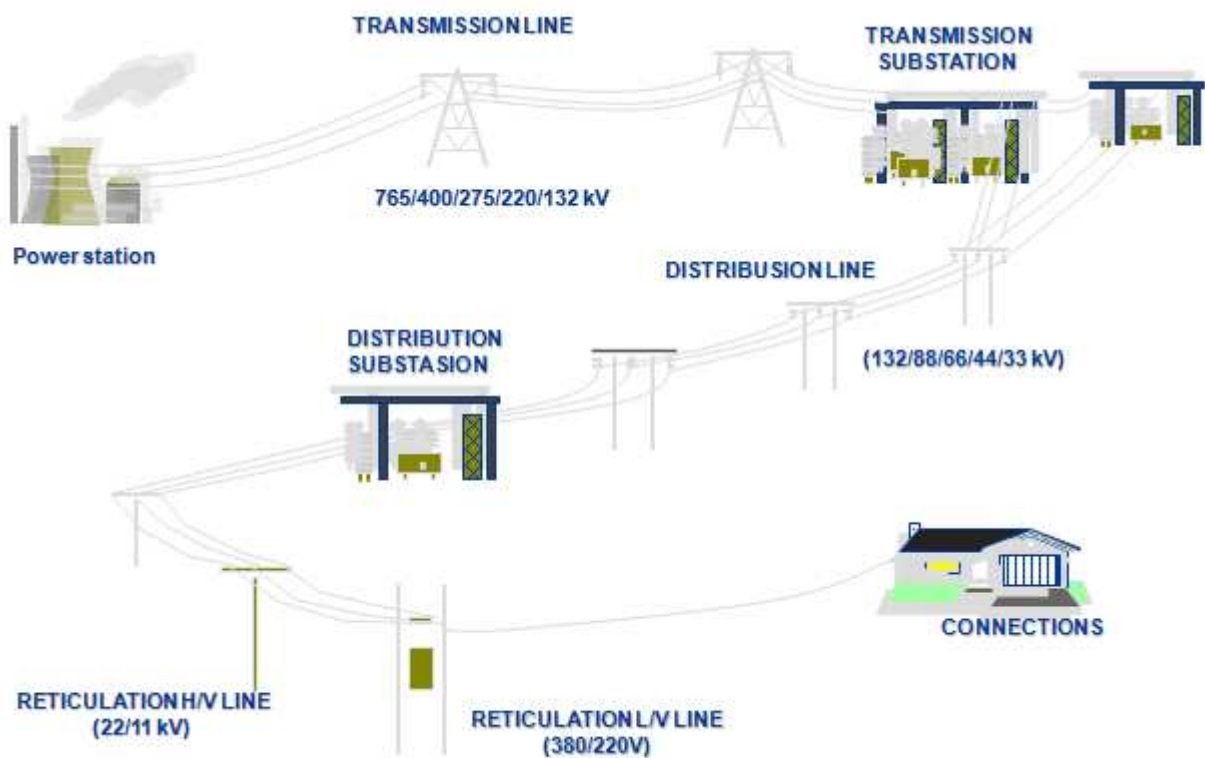 TRANSMISSION LINE
TRANSMISSION
SUBSTATION
765/400/275/220/132 kV
Power station
DISTRIBUSION LINE
DISTRIBUTION
SUBSTASION
(132/88/66/44/33 kV)
CONNECTIONS
RETICULATION H/V LINE
(22/11 kV)
RETICULATION L/V LINE
(380/220V)